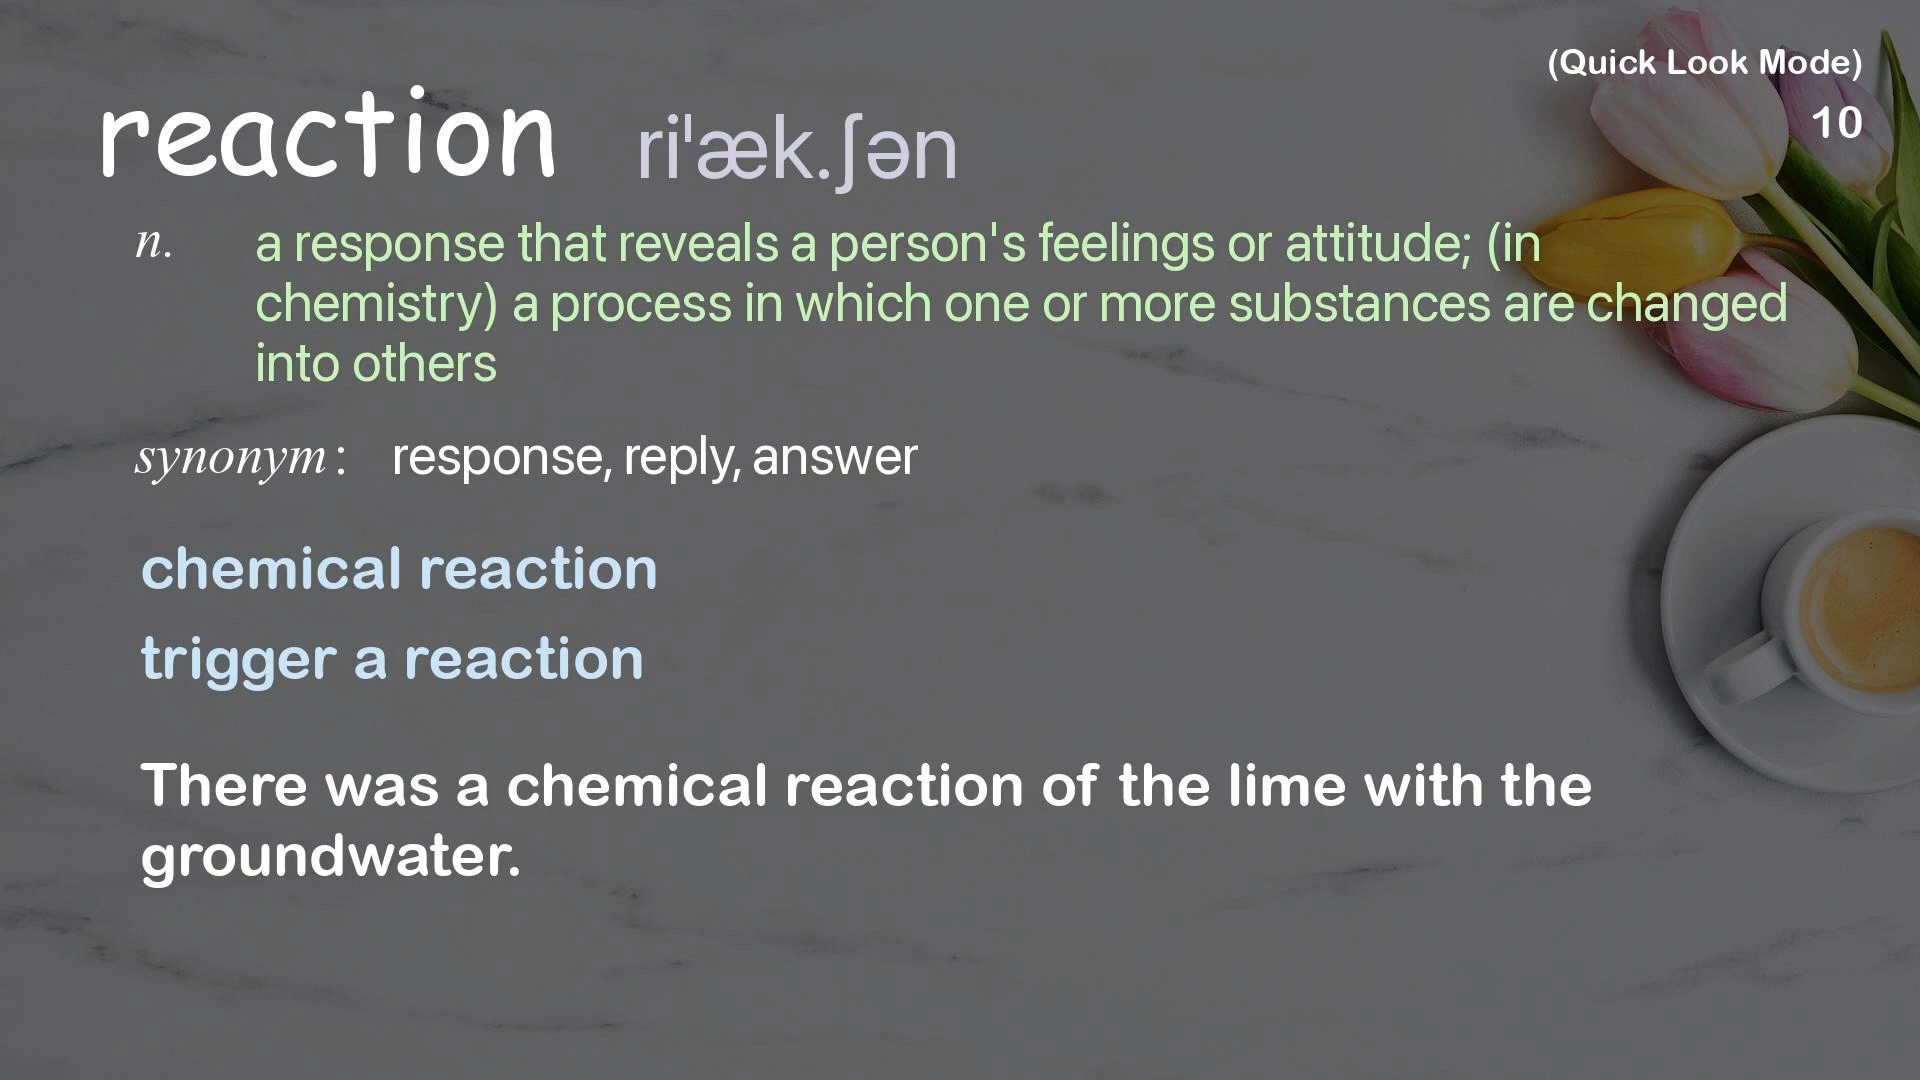 (Quick Look Mode)
reaction riˈæk.ʃən
10
n. a response that reveals a person's feelings or attitude; (in
chemistry) a process in which one or more substances are changed
into others
synonym: response, reply, answer
chemical reaction
trigger a reaction
There was a chemical reaction of the lime with the
groundwater.